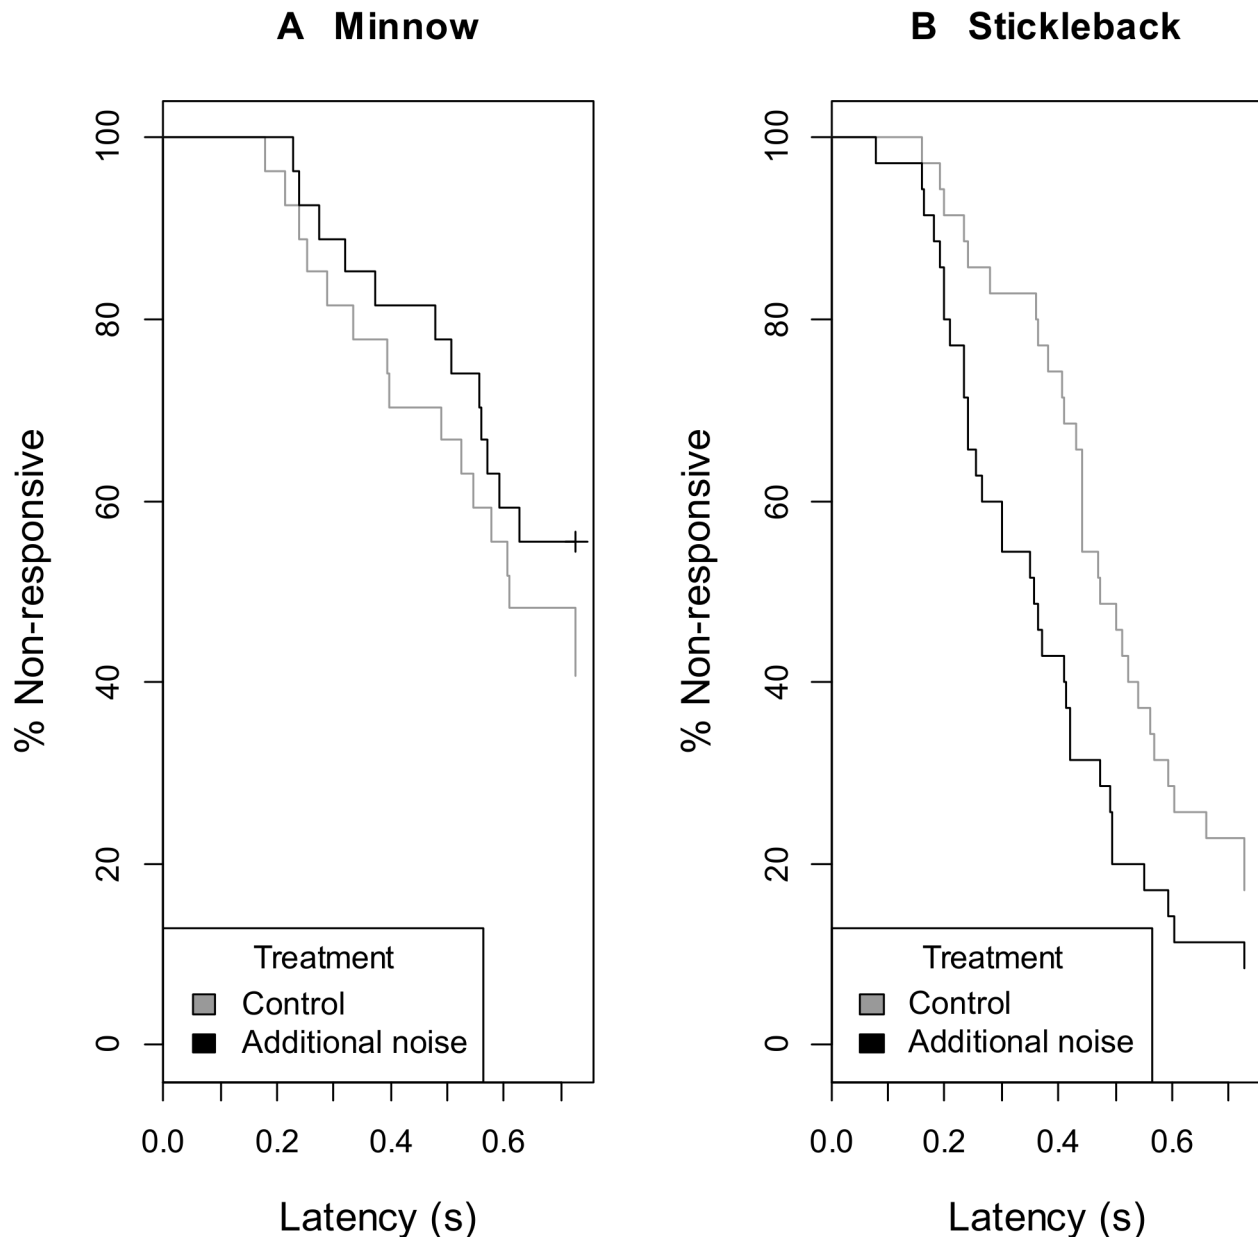 A Minnow
% Non-responsive
100
80
60
40
20
0
Treatment
Control
Additional noise
0.0 0.2 0.4 0.6
Latency (s)
B Stickleback
% Non-responsive
100
80
60
40
20
0
Treatment
Control
Additional noise
0.0 0.2 0.4 0.6
Latency (s)